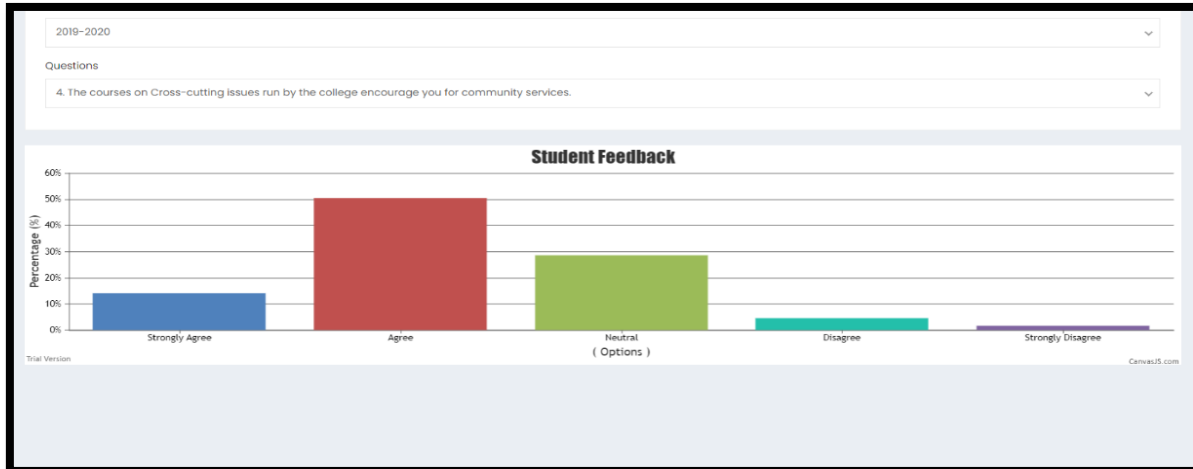 2019-2020
Questions
4. The courses on Cross-cutting issues run by the college encourage you for community services.
Student Feedback
60%
50%
40%
30%
20%
10%
0%
Percentage (%)
Strongly Agree
Agree
Neutral
Disagree
Strongly Disagree
( Options )
Trial Version
CanvasJS.com